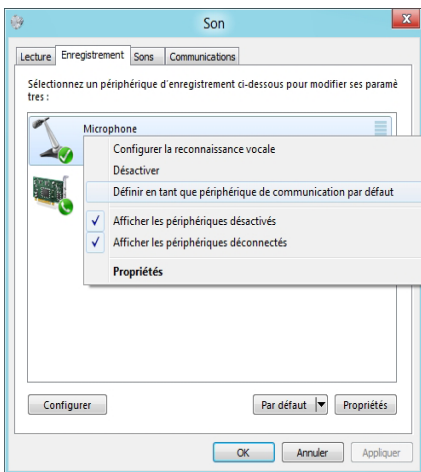 Son
x
Lecture Enregistrement Sons Communications
Sélectionnez un périphérique d'enregistrement ci-dessous pour modifier ses paramè
tres :
Microphone
Configurer la reconnaissance vocale
Désactiver
Définir en tant que périphérique de communication par défaut
Afficher les périphériques désactivés
Afficher les périphériques déconnectés
Propriétés
Configurer Par défaut Propriétés
OK Annuler Appliquer